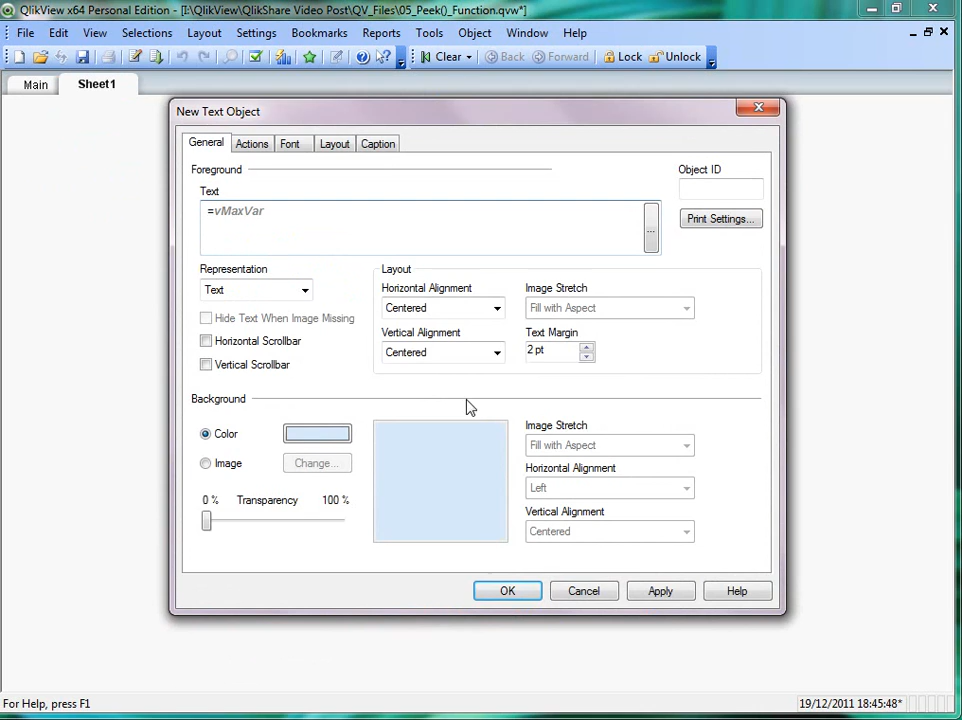 QlikView x64 Personal Edition - [I:\QlikView\QlikShare Video Post\QV_Files\05_Peek()_Function.qvw*]
File Edit View Selections Layout Settings Bookmarks Reports Tools Object Window Help
Clear Back Forward Lock Unlock
Main Sheet1
New Text Object
General Actions Font Layout Caption
Foreground
Object ID
Text
=vMaxVar
...
Print Settings...
Representation
Layout
Text
Horizontal Alignment
Image Stretch
Centered
Fill with Aspect
Hide Text When Image Missing
Horizontal Scrollbar
Vertical Scrollbar
Vertical Alignment
Text Margin
Centered
2 pt
Background
Color
Image
Change...
0 % Transparency 100 %
Image Stretch
Fill with Aspect
Horizontal Alignment
Left
Vertical Alignment
Centered
OK Cancel Apply Help
For Help, press F1
19/12/2011 18:45:48*